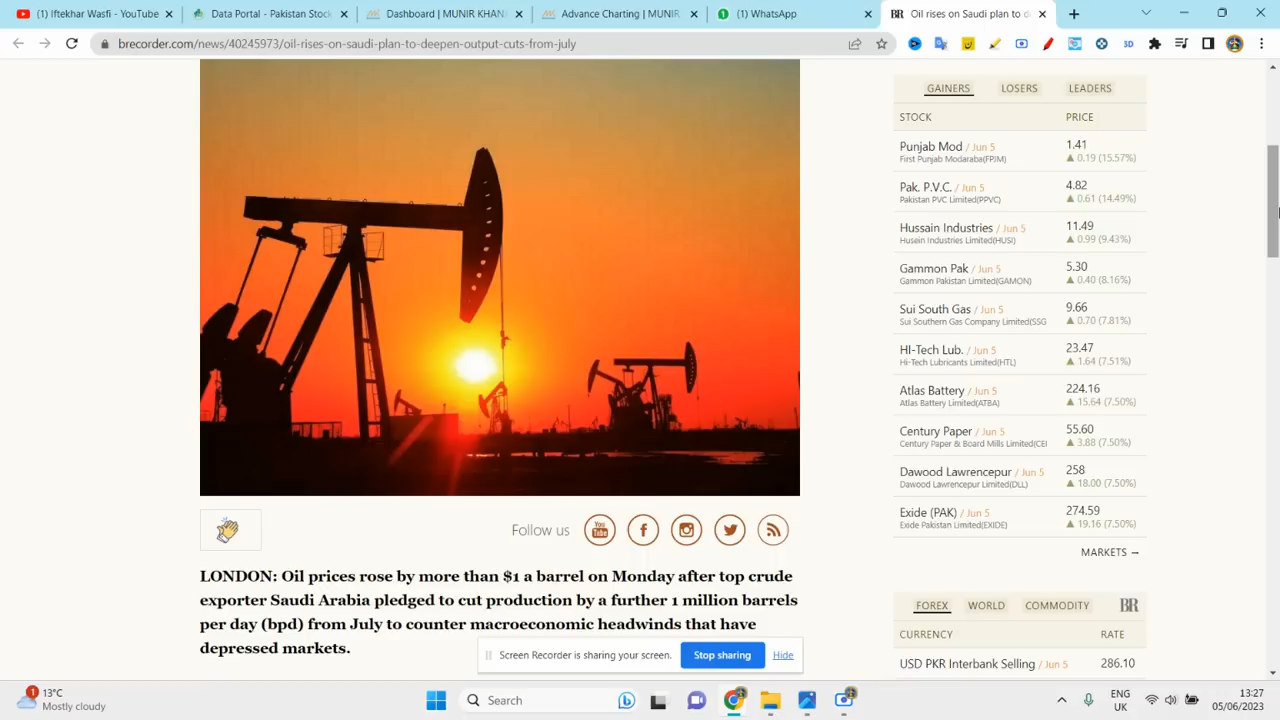 (1) Iftekhar Wasfi - YouTube
Data Portal - Pakistan Stock
Dashboard | MUNIR KHAN
Advance Charting | MUNIR
(1) WhatsApp
BR
Oil rises on Saudi plan to d
brecorder.com/news/40245973/oil-rises-on-saudi-plan-to-deepen-output-cuts-from-july
GAINERS LOSERS LEADERS
STOCK PRICE
Punjab Mod / Jun 5 1.41
First Punjab Modaraba(FPJM) ▲ 0.19 (15.57%)
Pak. P.V.C. / Jun 5 4.82
Pakistan PVC Limited(PPVC) ▲ 0.61 (14.49%)
Hussain Industries / Jun 5 11.49
Husein Industries Limited(HUSI) ▲ 0.99 (9.43%)
Gammon Pak / Jun 5 5.30
Gammon Pakistan Limited(GAMON) ▲ 0.40 (8.16%)
Sui South Gas / Jun 5 9.66
Sui Southern Gas Company Limited(SSG ▲ 0.70 (7.81%)
HI-Tech Lub. / Jun 5 23.47
Hi-Tech Lubricants Limited(HTL) ▲ 1.64 (7.51%)
Atlas Battery / Jun 5 224.16
Atlas Battery Limited(ATBA) ▲ 15.64 (7.50%)
Century Paper / Jun 5 55.60
Century Paper & Board Mills Limited(CEI ▲ 3.88 (7.50%)
Dawood Lawrencepur / Jun 5 258
Dawood Lawrencepur Limited(DLL) ▲ 18.00 (7.50%)
Exide (PAK) / Jun 5 274.59
Exide Pakistan Limited(EXIDE) ▲ 19.16 (7.50%)
MARKETS →
Follow us You Tube
LONDON: Oil prices rose by more than $1 a barrel on Monday after top crude
exporter Saudi Arabia pledged to cut production by a further 1 million barrels
per day (bpd) from July to counter macroeconomic headwinds that have
depressed markets.
FOREX WORLD COMMODITY BR
CURRENCY RATE
USD PKR Interbank Selling / Jun 5 286.10
Screen Recorder is sharing your screen. Stop sharing Hide
1
13°C
Mostly cloudy
Search
ENG
UK
13:27
05/06/2023